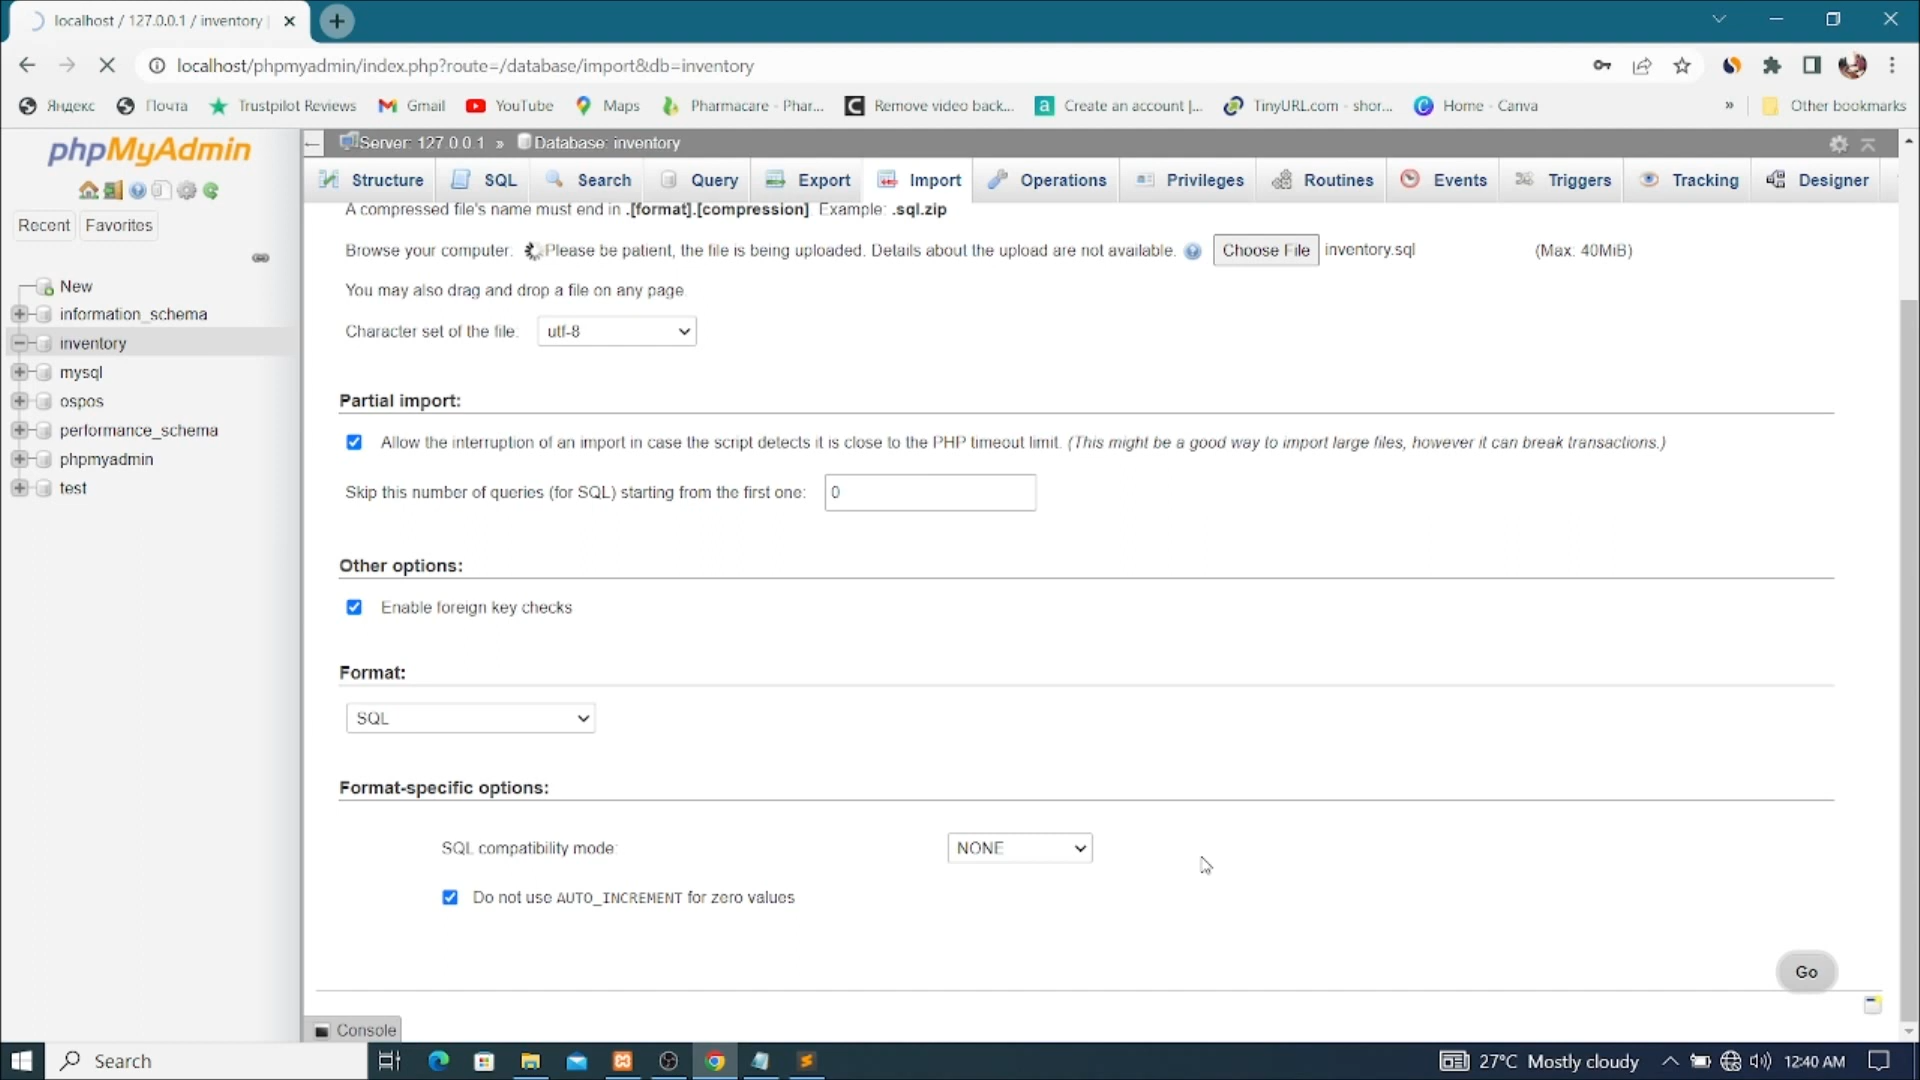 localhost / 127.0.0.1 / inventory |
localhost/phpmyadmin/index.php?route=/database/import&db=inventory
Яндекс Почта Trustpilot Reviews Gmail YouTube Maps Pharmacare - Phar... Remove video back... Create an account |... TinyURL.com - shor... Home - Canva » Other bookmarks
phpMyAdmin
Recent Favorites
New
information_schema
inventory
mysql
ospos
performance_schema
phpmyadmin
test
Server: 127.0.0.1 » Database: inventory
Structure SQL Search Query Export Import Operations Privileges Routines Events Triggers Tracking Designer
A compressed file's name must end in .[format].[compression]. Example: .sql.zip
Browse your computer: Please be patient, the file is being uploaded. Details about the upload are not available. Choose File inventory.sql (Max: 40MiB)
You may also drag and drop a file on any page.
Character set of the file: utf-8
Partial import:
Allow the interruption of an import in case the script detects it is close to the PHP timeout limit. (This might be a good way to import large files, however it can break transactions.)
Skip this number of queries (for SQL) starting from the first one: 0
Other options:
Enable foreign key checks
Format:
SQL
Format-specific options:
SQL compatibility mode: NONE
Do not use AUTO_INCREMENT for zero values
Go
Console
Search 27°C Mostly cloudy 12:40 AM